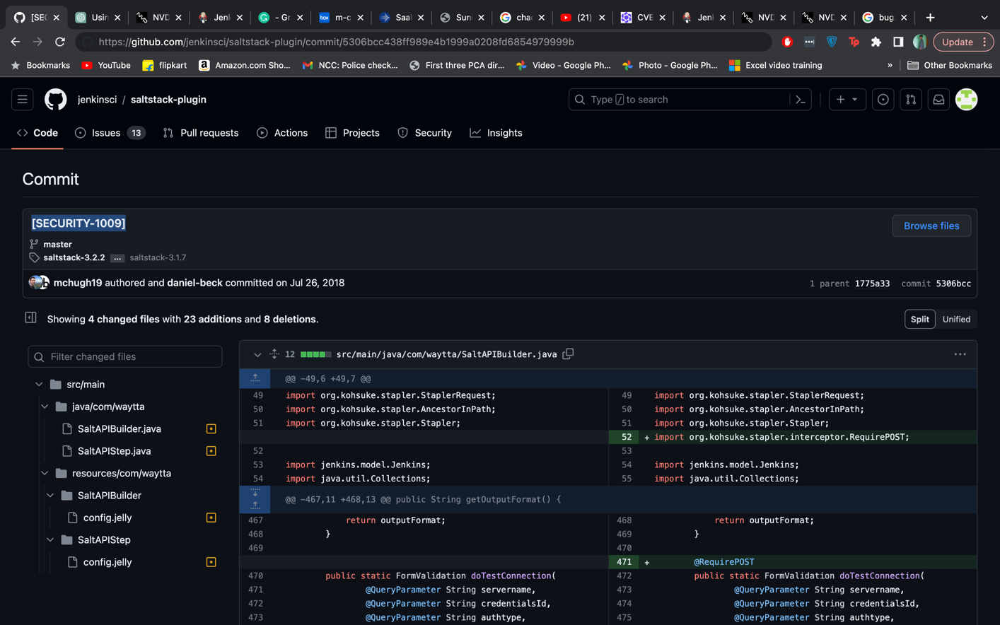 [SEC
Usin
NVD
Jenk
- Gr
m-c
Saal
Sun
chac
(21)
CVE
Jenk
NVD
NVD
bug
https://github.com/jenkinsci/saltstack-plugin/commit/5306bcc438ff989e4b1999a0208fd6854979999b
Update
Bookmarks
YouTube
flipkart
Amazon.com Sho...
NCC: Police check...
First three PCA dir...
Video - Google Ph...
Photo - Google Ph...
Excel video training
»
Other Bookmarks
jenkinsci / saltstack-plugin
Type / to search
Code
Issues 13
Pull requests
Actions
Projects
Security
Insights
Commit
[SECURITY-1009]
Browse files
master
saltstack-3.2.2 ... saltstack-3.1.7
mchugh19 authored and daniel-beck committed on Jul 26, 2018
1 parent 1775a33 commit 5306bcc
Showing 4 changed files with 23 additions and 8 deletions.
Split Unified
Filter changed files
src/main
java/com/waytta
SaltAPIBuilder.java
SaltAPIStep.java
resources/com/waytta
SaltAPIBuilder
config.jelly
SaltAPIStep
config.jelly
12 src/main/java/com/waytta/SaltAPIBuilder.java
@@ -49,6 +49,7 @@
49 import org.kohsuke.stapler.StaplerRequest; 49 import org.kohsuke.stapler.StaplerRequest;
50 import org.kohsuke.stapler.AncestorInPath; 50 import org.kohsuke.stapler.AncestorInPath;
51 import org.kohsuke.stapler.Stapler; 51 import org.kohsuke.stapler.Stapler;
52 + import org.kohsuke.stapler.interceptor.RequirePOST;
52 53
53 import jenkins.model.Jenkins; 54 import jenkins.model.Jenkins;
54 import java.util.Collections; 55 import java.util.Collections;
@@ -467,11 +468,13 @@ public String getOutputFormat() {
467 return outputFormat; 468 return outputFormat;
468 } 469 }
469 470
471 + @RequirePOST
470 public static FormValidation doTestConnection( 472 public static FormValidation doTestConnection(
471 @QueryParameter String servername, 473 @QueryParameter String servername,
472 @QueryParameter String credentialsId, 474 @QueryParameter String credentialsId,
473 @QueryParameter String authtype, 475 @QueryParameter String authtype,